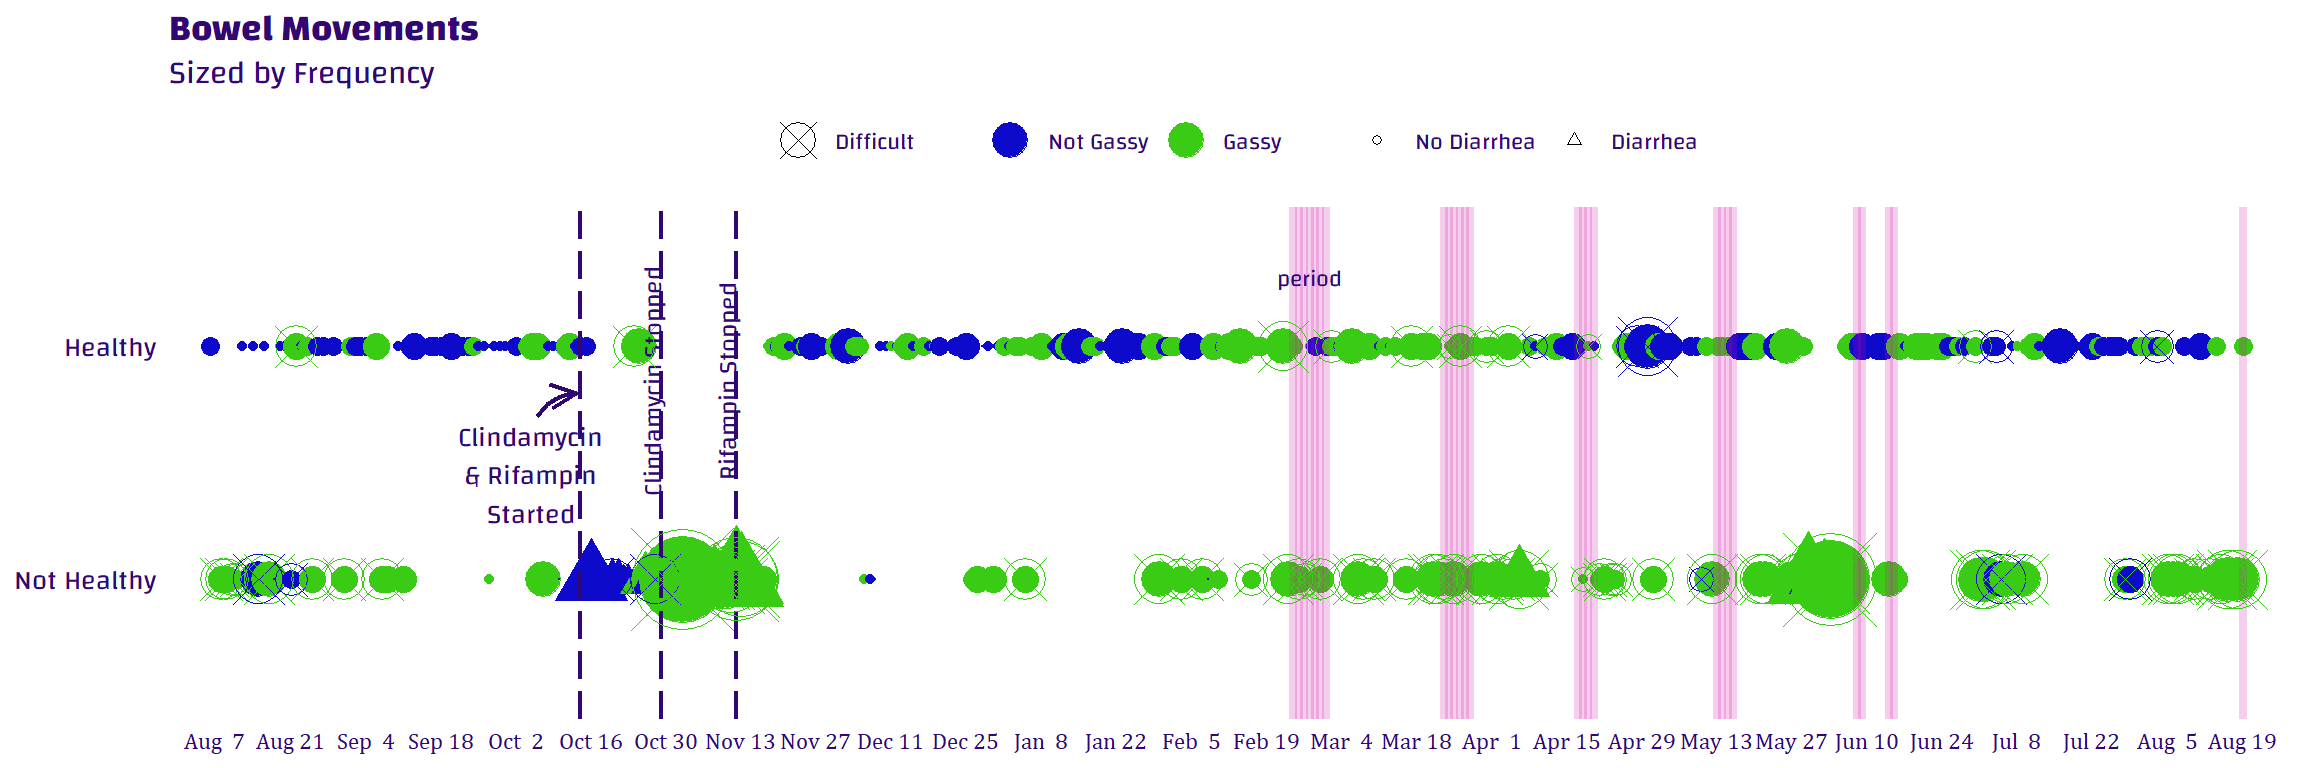 Bowel Movements
Sized by Frequency
Difficult
Not Gassy
Gassy
No Diarrhea
Diarrhea
period
Healthy
Clindamycin Stopped
Rifampin Stopped
Clindamycin
& Rifampin
Started
Not Healthy
Aug 7 Aug 21 Sep 4 Sep 18 Oct 2 Oct 16 Oct 30 Nov 13 Nov 27 Dec 11 Dec 25 Jan 8 Jan 22 Feb 5 Feb 19 Mar 4 Mar 18 Apr 1 Apr 15 Apr 29 May 13 May 27 Jun 10 Jun 24 Jul 8 Jul 22 Aug 5 Aug 19